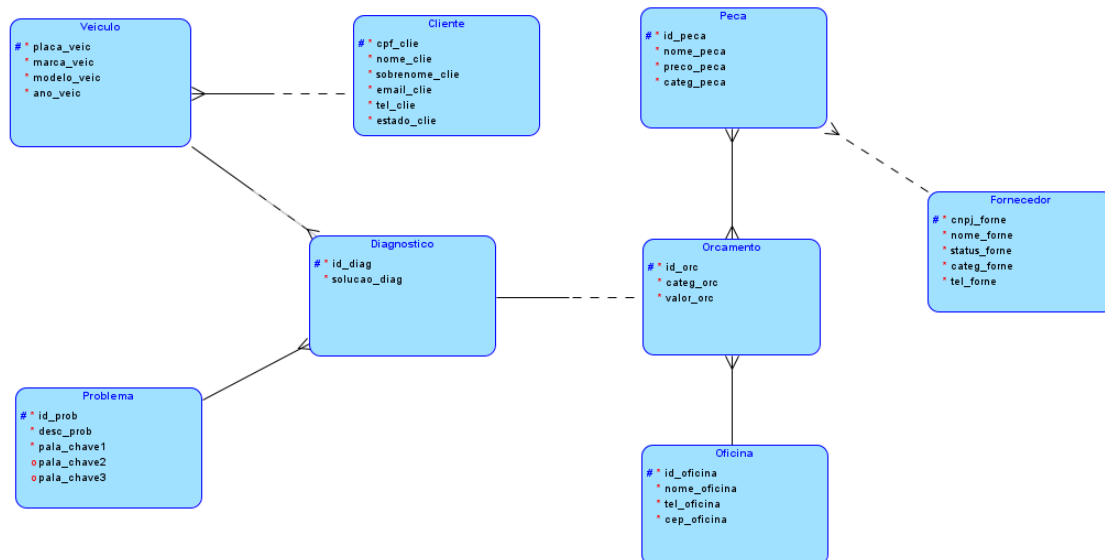 Veiculo
# * placa_veic
* marca_veic
* modelo_veic
* ano_veic
Cliente
# * cpf_clie
* nome_clie
* sobrenome_clie
* email_clie
* tel_clie
* estado_clie
Peca
# * id_peca
* nome_peca
* preco_peca
* categ_peca
Fornecedor
# * cnpj_forne
* nome_forne
* status_forne
* categ_forne
* tel_forne
Diagnostico
# * id_diag
* solucao_diag
Orcamento
# * id_orc
* categ_orc
* valor_orc
Problema
# * id_prob
* desc_prob
* pala_chave1
o pala_chave2
o pala_chave3
Oficina
# * id_oficina
* nome_oficina
* tel_oficina
* cep_oficina